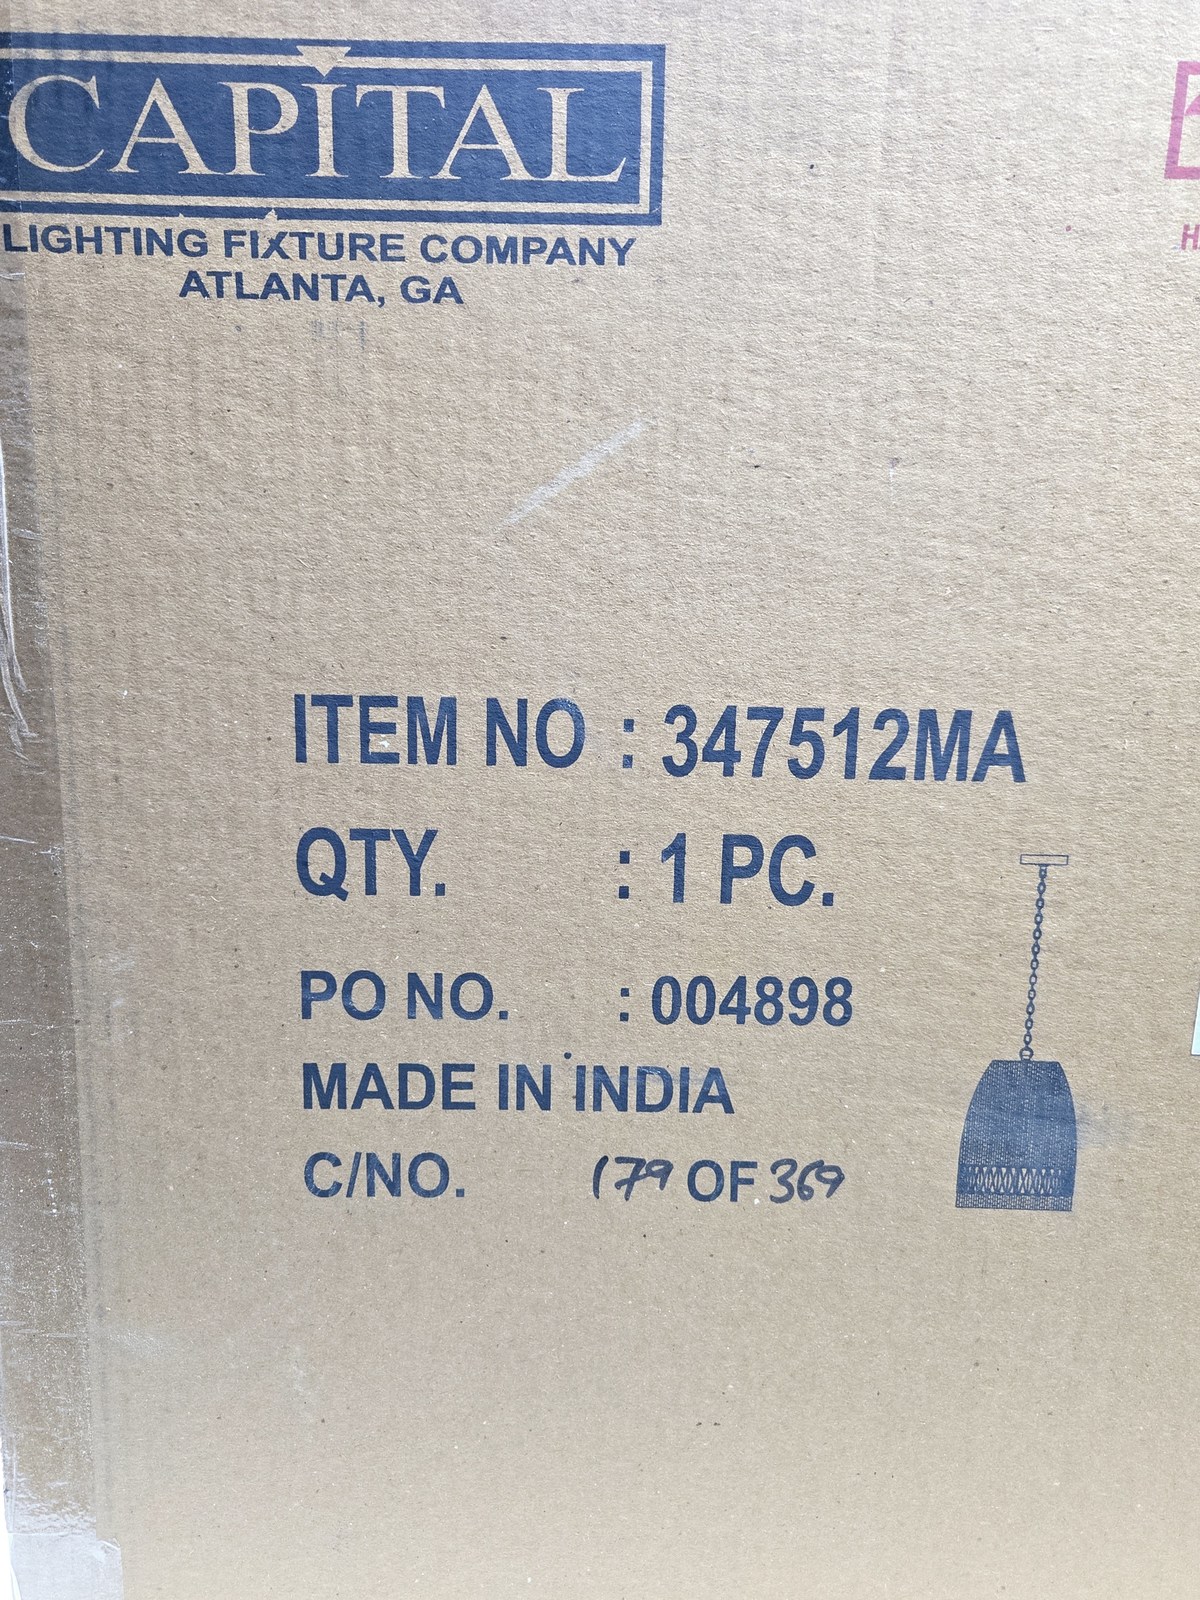 CAPITAL
LIGHTING FIXTURE COMPANY
ATLANTA, GA
ITEM NO : 347512MA
QTY. : 1 PC.
PO NO. : 004898
MADE IN INDIA
C/NO. 179 OF 369